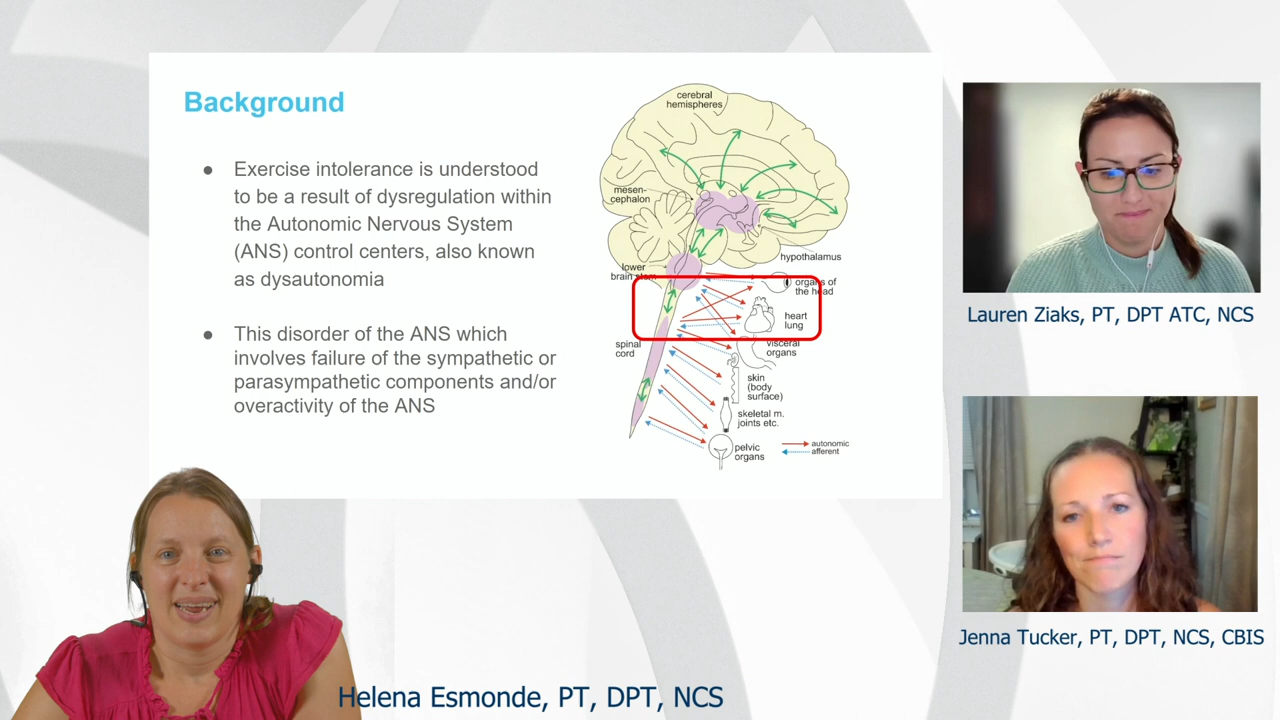 Background
● Exercise intolerance is understood
to be a result of dysregulation within
the Autonomic Nervous System
(ANS) control centers, also known
as dysautonomia
● This disorder of the ANS which
involves failure of the sympathetic or
parasympathetic components and/or
overactivity of the ANS
cerebral
hemispheres
mesen-
cephalon
hypothalamus
lower
brain stem
organs of
the head
heart
lung
spinal
cord
visceral
organs
skin
(body
surface)
skeletal m.
joints etc.
pelvic
organs
autonomic
afferent
Lauren Ziaks, PT, DPT ATC, NCS
Jenna Tucker, PT, DPT, NCS, CBIS
Helena Esmonde, PT, DPT, NCS